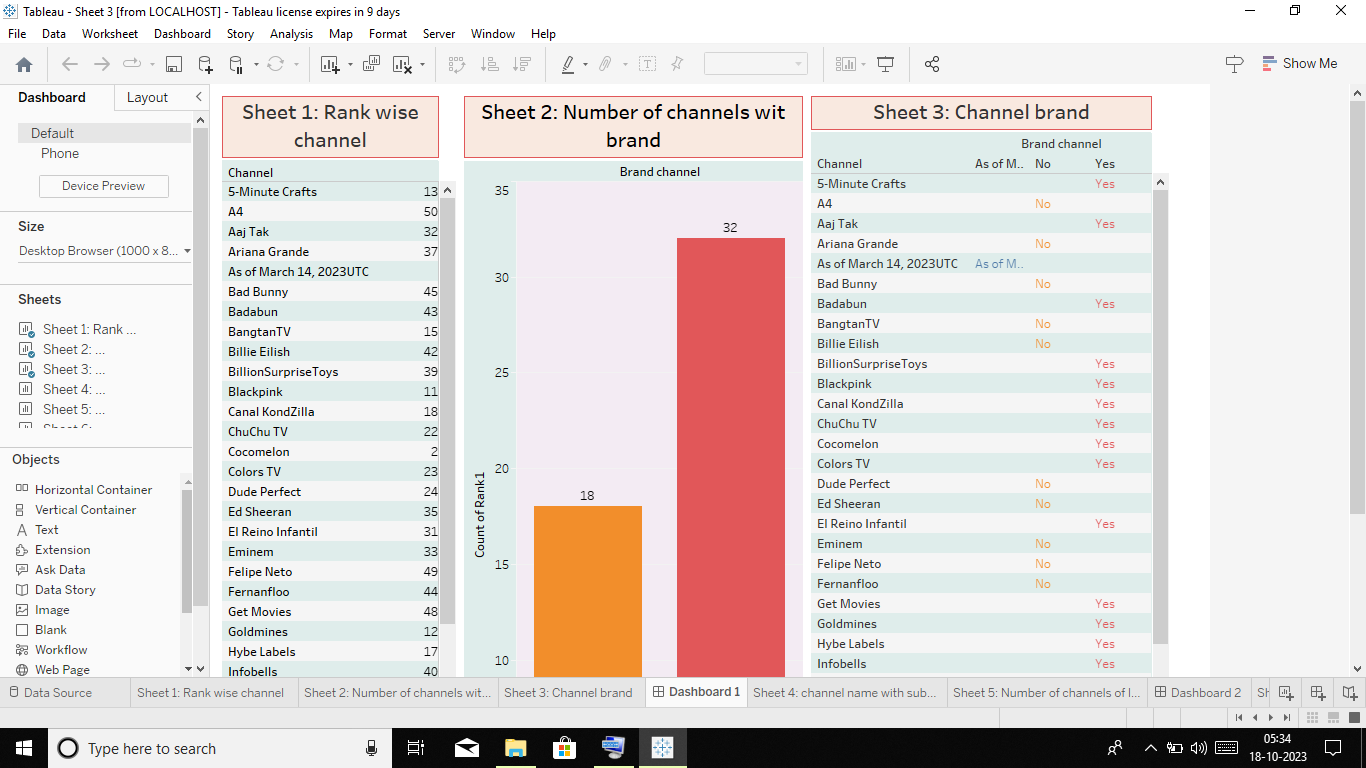 Tableau - Sheet 3 [from LOCALHOST] - Tableau license expires in 9 days
File Data Worksheet Dashboard Story Analysis Map Format Server Window Help
Show Me
Dashboard Layout
Default
Phone
Device Preview
Size
Desktop Browser (1000 x 8...
Sheets
Sheet 1: Rank ...
Sheet 2: ...
Sheet 3: ...
Sheet 4: ...
Sheet 5: ...
Objects
Horizontal Container
Vertical Container
Text
Extension
Ask Data
Data Story
Image
Blank
Workflow
Web Page
Sheet 1: Rank wise
channel
Channel
5-Minute Crafts 13
A4 50
Aaj Tak 32
Ariana Grande 37
As of March 14, 2023UTC
Bad Bunny 45
Badabun 43
BangtanTV 15
Billie Eilish 42
BillionSurpriseToys 39
Blackpink 11
Canal KondZilla 18
ChuChu TV 22
Cocomelon 2
Colors TV 23
Dude Perfect 24
Ed Sheeran 35
El Reino Infantil 31
Eminem 33
Felipe Neto 49
Fernanfloo 44
Get Movies 48
Goldmines 12
Hybe Labels 17
Infobells 40
Sheet 2: Number of channels wit
brand
Brand channel
35
30
25
20
15
10
Count of Rank1
18
32
Sheet 3: Channel brand
Brand channel
Channel As of M.. No Yes
5-Minute Crafts Yes
A4 No
Aaj Tak Yes
Ariana Grande No
As of March 14, 2023UTC As of M..
Bad Bunny No
Badabun Yes
BangtanTV No
Billie Eilish No
BillionSurpriseToys Yes
Blackpink Yes
Canal KondZilla Yes
ChuChu TV Yes
Cocomelon Yes
Colors TV Yes
Dude Perfect No
Ed Sheeran No
El Reino Infantil Yes
Eminem No
Felipe Neto No
Fernanfloo No
Get Movies Yes
Goldmines Yes
Hybe Labels Yes
Infobells Yes
Data Source Sheet 1: Rank wise channel Sheet 2: Number of channels wit... Sheet 3: Channel brand Dashboard 1 Sheet 4: channel name with sub... Sheet 5: Number of channels of l... Dashboard 2 Sh
Type here to search
05:34
18-10-2023